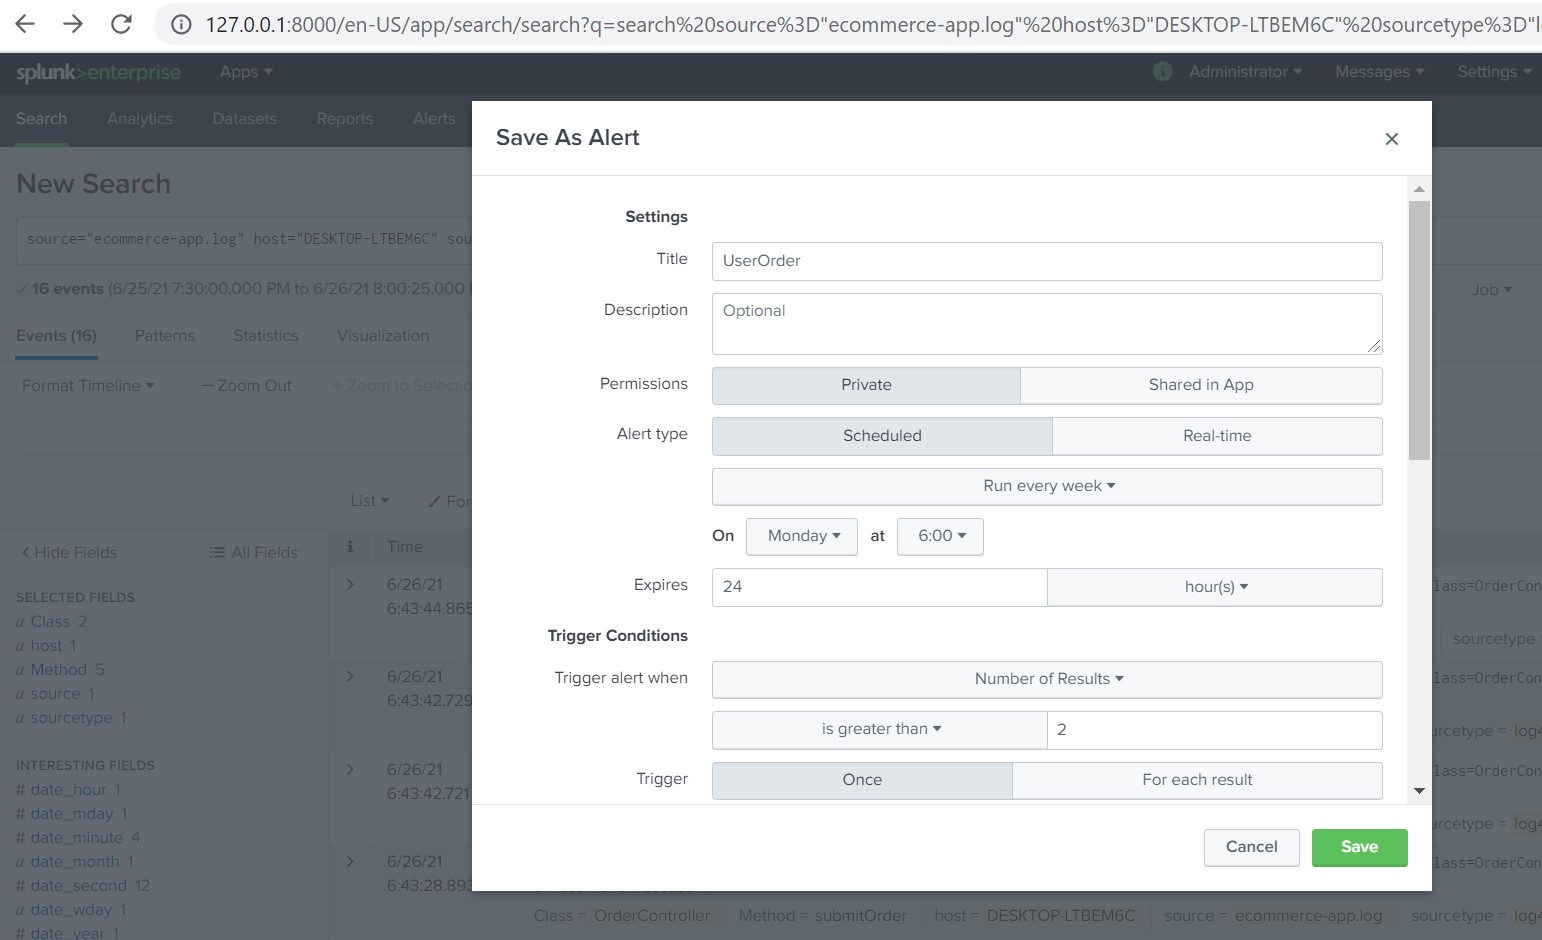 127.0.0.1:8000/en-US/app/search/search?q=search%20source%3D"ecommerce-app.log"%20host%3D"DESKTOP-LTBEM6C"%20sourcetype%3D"l
splunk>enterprise Apps Administrator Messages Settings
Search Analytics Datasets Reports Alerts
Save As Alert
New Search
source="ecommerce-app.log" host="DESKTOP-LTBEM6C" sou
16 events (6/25/21 7:30:00.000 PM to 6/26/21 8:00:25.000
Job
Events (16) Patterns Statistics Visualization
Format Timeline — Zoom Out + Zoom to Selectio
List For
Hide Fields All Fields
i Time
SELECTED FIELDS
a Class 2
a host 1
a Method 5
a source 1
a sourcetype 1
INTERESTING FIELDS
# date_hour 1
# date_mday 1
# date_minute 4
a date_month 1
# date_second 12
a date_wday 1
# date_year 1
6/26/21
6:43:44.865
6/26/21
6:43:42.729
6/26/21
6:43:42.721
6/26/21
6:43:28.893
Settings
Title UserOrder
Description Optional
Permissions Private Shared in App
Alert type Scheduled Real-time
Run every week
On Monday at 6:00
Expires 24 hour(s)
Trigger Conditions
Trigger alert when Number of Results
is greater than 2
Trigger Once For each result
Cancel Save
lass=OrderCon
sourcetype
lass=OrderCon
urcetype = log4
lass=OrderCon
urcetype = log4
lass=OrderCon
Class = OrderController Method = submitOrder host = DESKTOP-LTBEM6C source = ecommerce-app.log sourcetype = log4